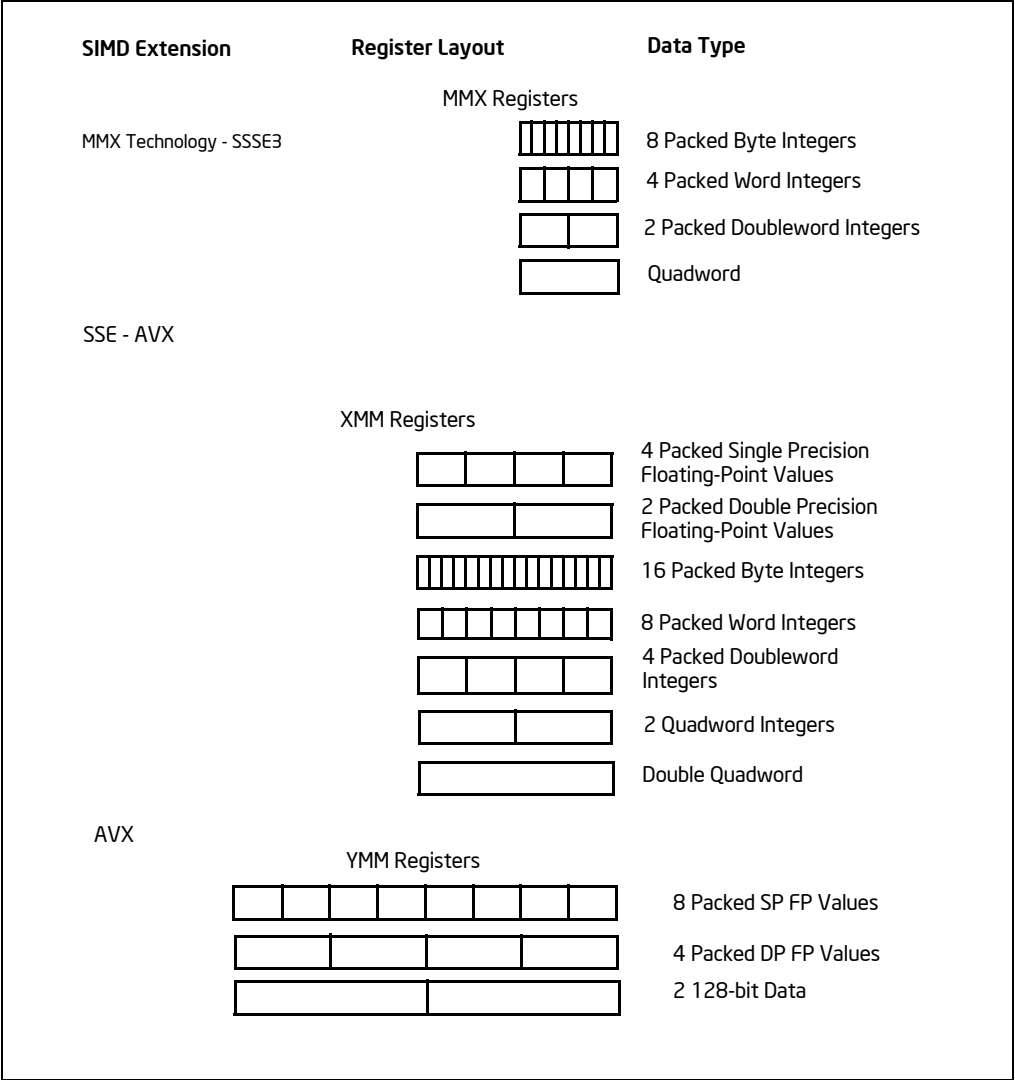 SIMD Extension Register Layout Data Type
MMX Registers
MMX Technology - SSSE3
8 Packed Byte Integers
4 Packed Word Integers
2 Packed Doubleword Integers
Quadword
SSE - AVX
XMM Registers
4 Packed Single Precision
Floating-Point Values
2 Packed Double Precision
Floating-Point Values
16 Packed Byte Integers
8 Packed Word Integers
4 Packed Doubleword
Integers
2 Quadword Integers
Double Quadword
AVX
YMM Registers
8 Packed SP FP Values
4 Packed DP FP Values
2 128-bit Data